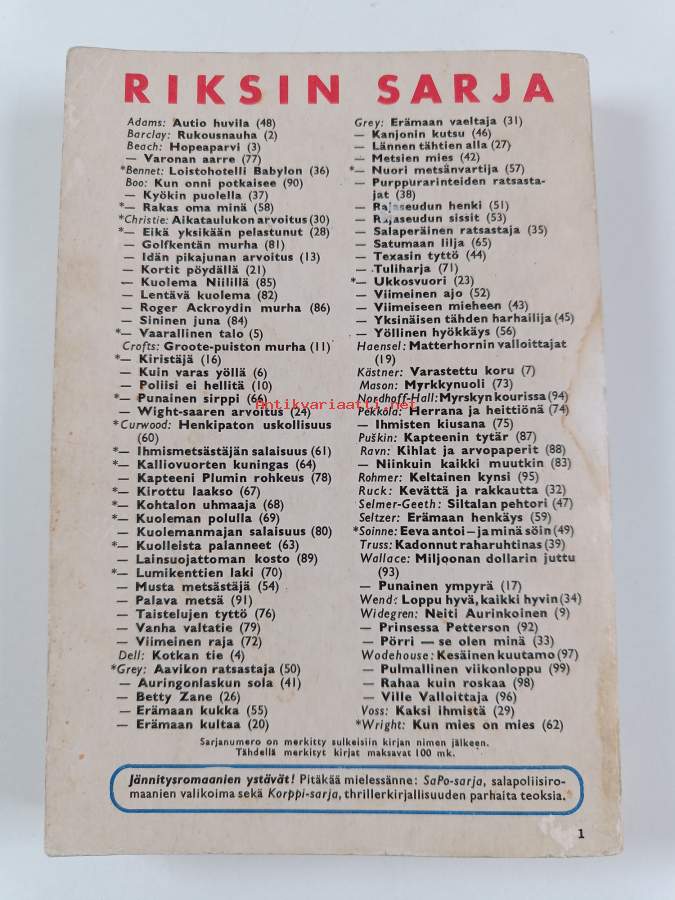 RIKSIN SARJA
Adams: Autio huvila (48)
Barclay: Rukousnauha (2)
Beach: Hopeaparvi (3)
— Varonan aarre (77)
*Bennet: Loistohotelli Babylon (36)
Boo: Kun onni potkaisee (90)
— Kyökin puolella (37)
*— Rakas oma minä (58)
*Christie: Aikataulukon arvoitus (30)
*— Eikä yksikään pelastunut (28)
— Golfkentän murha (81)
— Idän pikajunan arvoitus (13)
— Kortit pöydällä (21)
— Kuolema Niilillä (85)
— Lentävä kuolema (82)
— Roger Ackroydin murha (86)
— Sininen juna (84)
*— Vaarallinen talo (5)
Crofts: Groote-puiston murha (11)
*— Kiristäjä (16)
— Kuin varas yöllä (6)
— Poliisi ei hellitä (10)
*— Punainen sirppi (66)
— Wight-saaren arvoitus (24)
*Curwood: Henkipaton uskollisuus
(60)
*— Ihmismetsästäjän salaisuus (61)
*— Kalliovuorten kuningas (64)
— Kapteeni Plumin rohkeus (78)
*— Kirottu laakso (67)
*— Kohtalon uhmaaja (68)
*— Kuoleman polulla (69)
— Kuolemanmajan salaisuus (80)
*— Kuolleista palanneet (63)
— Lainsuojattoman kosto (89)
*— Lumikenttien laki (70)
— Musta metsästäjä (54)
— Palava metsä (91)
— Taistelujen tyttö (76)
— Vanha valtatie (79)
— Viimeinen raja (72)
Dell: Kotkan tie (4)
*Grey: Aavikon ratsastaja (50)
— Auringonlaskun sola (41)
— Betty Zane (26)
— Erämaan kukka (55)
— Erämaan kultaa (20)
Grey: Erämaan vaeltaja (31)
— Kanjonin kutsu (46)
— Lännen tähtien alla (27)
— Metsien mies (42)
*— Nuori metsänvartija (57)
— Purppurarinteiden ratsasta-
jat (38)
— Rajaseudun henki (51)
— Rajaseudun sissit (53)
— Salaperäinen ratsastaja (35)
— Satumaan lilja (65)
— Texasin tyttö (44)
— Tuliharja (71)
*— Ukkosvuori (23)
— Viimeinen ajo (52)
— Viimeiseen mieheen (43)
— Yksinäisen tähden harhailija (45)
— Yöllinen hyökkäys (56)
Haensel: Matterhornin valloittajat
(19)
Kästner: Varastettu koru (7)
Mason: Myrkkynuoli (73)
Nordhoff-Hall: Myrskyn kourissa (94)
Pekkola: Herrana ja heittiönä (74)
— Ihmisten kiusana (75)
Puškin: Kapteenin tytär (87)
Ravn: Kihlat ja arvopaperit (88)
— Niinkuin kaikki muutkin (83)
Rohmer: Keltainen kynsi (95)
Ruck: Kevättä ja rakkautta (32)
Selmer-Geeth: Siltalan pehtori (47)
Seltzer: Erämaan henkäys (59)
*Soinne: Eeva antoi — ja minä söin (49)
Truss: Kadonnut raharuhtinas (39)
Wallace: Miljoonan dollarin juttu
(93)
— Punainen ympyrä (17)
Wend: Loppu hyvä, kaikki hyvin (34)
Widegren: Neiti Aurinkoinen (9)
— Prinsessa Petterson (92)
— Pörri — se olen minä (33)
Wodehouse: Kesäinen kuutamo (97)
— Pulmallinen viikonloppu (99)
— Rahaa kuin roskaa (98)
— Ville Valloittaja (96)
Voss: Kaksi ihmistä (29)
*Wright: Kun mies on mies (62)
Antikvariaatti.net
Sarjanumero on merkitty sulkeisiin kirjan nimen jälkeen.
Tähdellä merkityt kirjat maksavat 100 mk.
Jännitysromaanien ystävät! Pitäkää mielessänne: SaPo-sarja, salapoliisiro-
maanien valikoima sekä Korppi-sarja, thrillerkirjallisuuden parhaita teoksia.
1